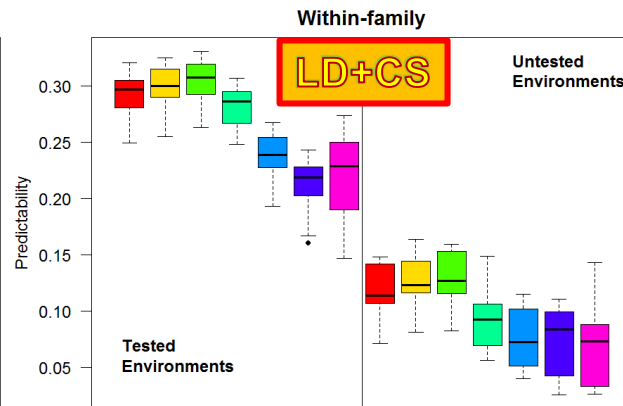 Within-family
LD+CS
Untested
Environments
Predictability
0.30
0.25
0.20
0.15
0.10
0.05
Tested
Environments